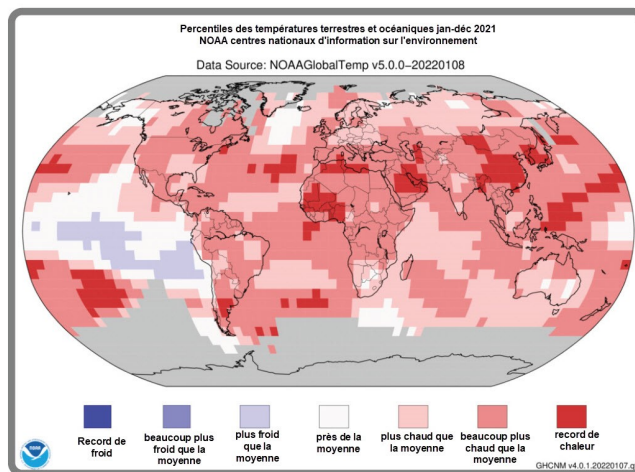 Percentiles des températures terrestres et océaniques jan-déc 2021
NOAA centres nationaux d'information sur l'environnement
Data Source: NOAAGlobalTemp v5.0.0-20220108
Record de froid
beaucoup plus froid que la moyenne
plus froid que la moyenne
près de la moyenne
plus chaud que la moyenne
beaucoup plus chaud que la moyenne
record de chaleur
GHCNM v4.0.1.20220107.q